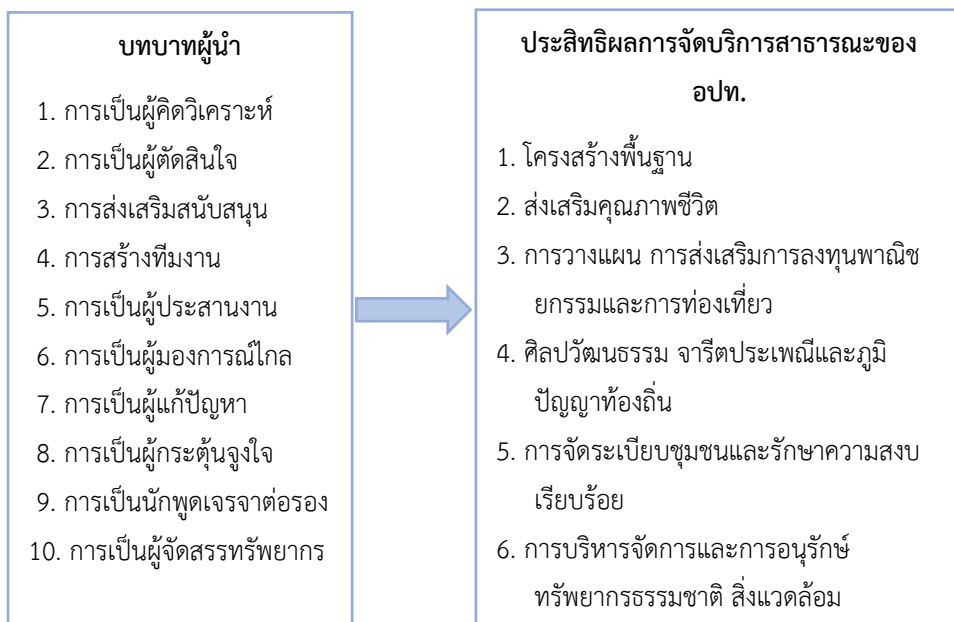 บทบาทผู้นำ
1. การเป็นผู้คิดวิเคราะห์
2. การเป็นผู้ตัดสินใจ
3. การส่งเสริมสนับสนุน
4. การสร้างทีมงาน
5. การเป็นผู้ประสานงาน
6. การเป็นผู้มองการณ์ไกล
7. การเป็นผู้แก้ปัญหา
8. การเป็นผู้กระตุ้นจูงใจ
9. การเป็นนักพูดเจรจาต่อรอง
10. การเป็นผู้จัดสรรทรัพยากร
ประสิทธิผลการจัดบริการสาธารณะของ
อปท.
1. โครงสร้างพื้นฐาน
2. ส่งเสริมคุณภาพชีวิต
3. การวางแผน การส่งเสริมการลงทุนพาณิช
ยกรรมและการท่องเที่ยว
4. ศิลปวัฒนธรรม จารีตประเพณีและภูมิ
ปัญญาท้องถิ่น
5. การจัดระเบียบชุมชนและรักษาความสงบ
เรียบร้อย
6. การบริหารจัดการและการอนุรักษ์
ทรัพยากรธรรมชาติ สิ่งแวดล้อม